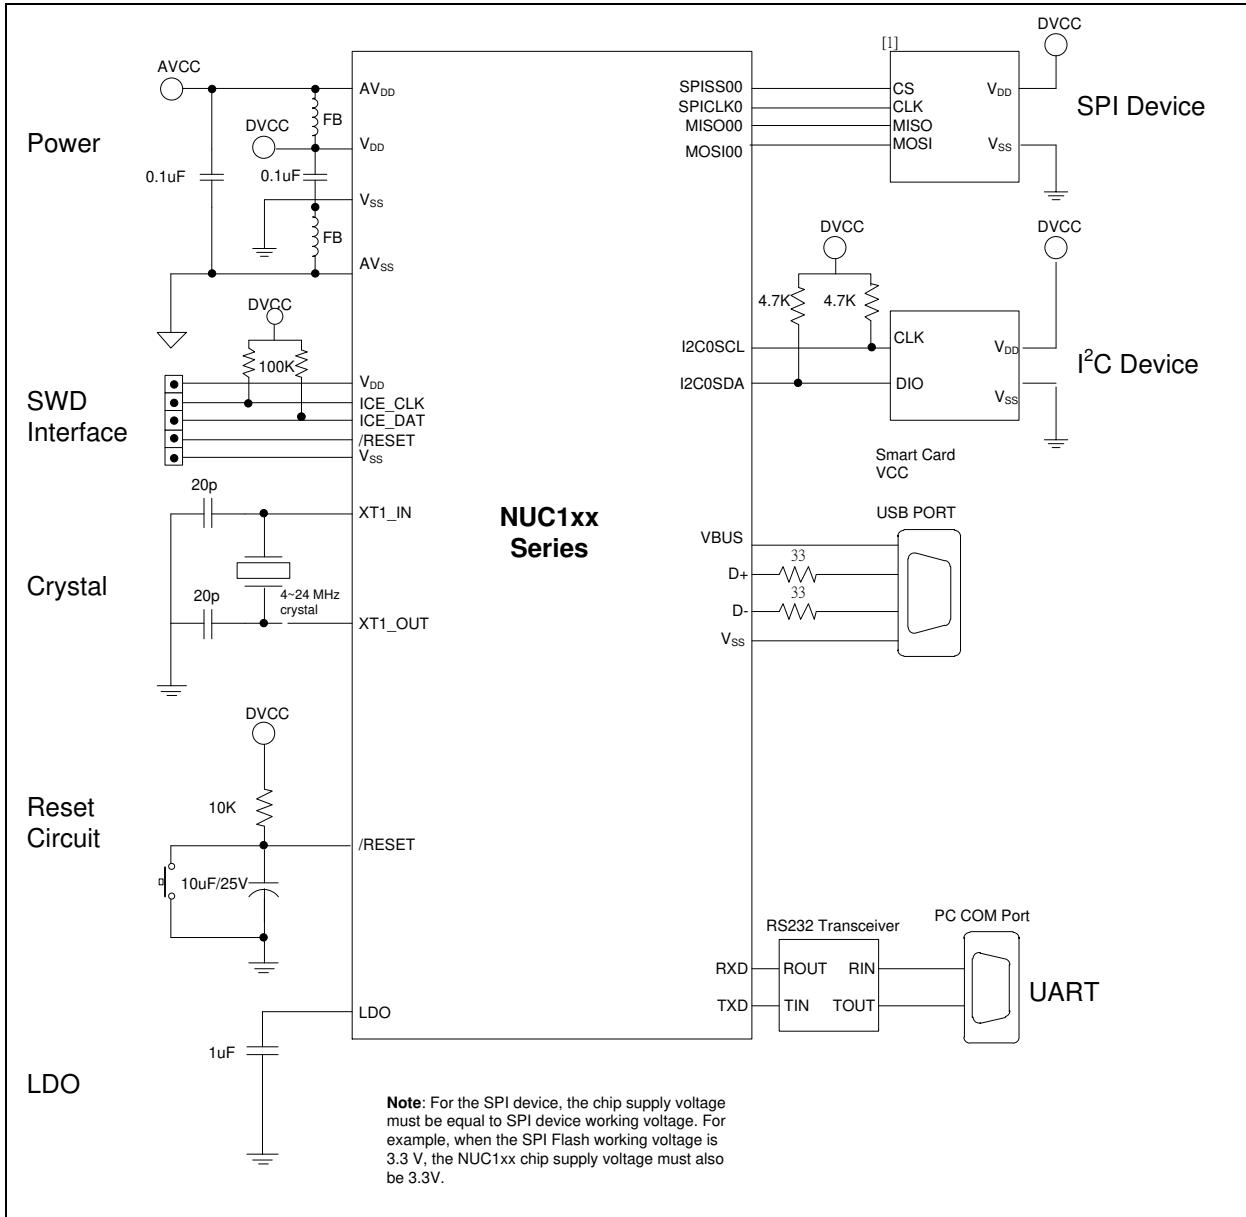 Power
AVCC
DVCC
0.1uF
0.1uF
FB
FB
AVDD
VDD
VSS
AVSS
SWD
Interface
DVCC
100K
VDD
ICE_CLK
ICE_DAT
/RESET
VSS
Crystal
20p
20p
4~24 MHz
crystal
XT1_IN
XT1_OUT
Reset
Circuit
DVCC
10K
10uF/25V
/RESET
LDO
1uF
LDO
NUC1xx
Series
SPISS00
SPICLK0
MISO00
MOSI00
[1]
CS
CLK
MISO
MOSI
VDD
VSS
DVCC
SPI Device
DVCC
DVCC
4.7K
4.7K
I2C0SCL
I2C0SDA
CLK
DIO
VDD
VSS
I2C Device
Smart Card
VCC
USB PORT
VBUS
D+
D-
VSS
33
33
RS232 Transceiver
PC COM Port
RXD
TXD
ROUT
RIN
TIN
TOUT
UART
Note: For the SPI device, the chip supply voltage
must be equal to SPI device working voltage. For
example, when the SPI Flash working voltage is
3.3 V, the NUC1xx chip supply voltage must also
be 3.3V.